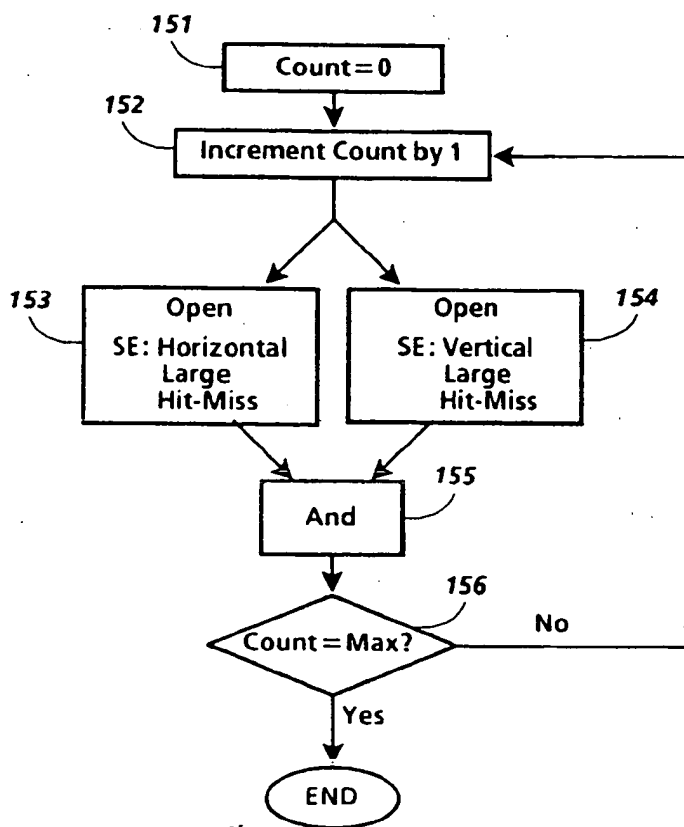 151
Count=0
152
Increment Count by 1
153
Open
SE: Horizontal
Large
Hit-Miss
154
Open
SE: Vertical
Large
Hit-Miss
155
And
156
Count=Max?
No
Yes
END